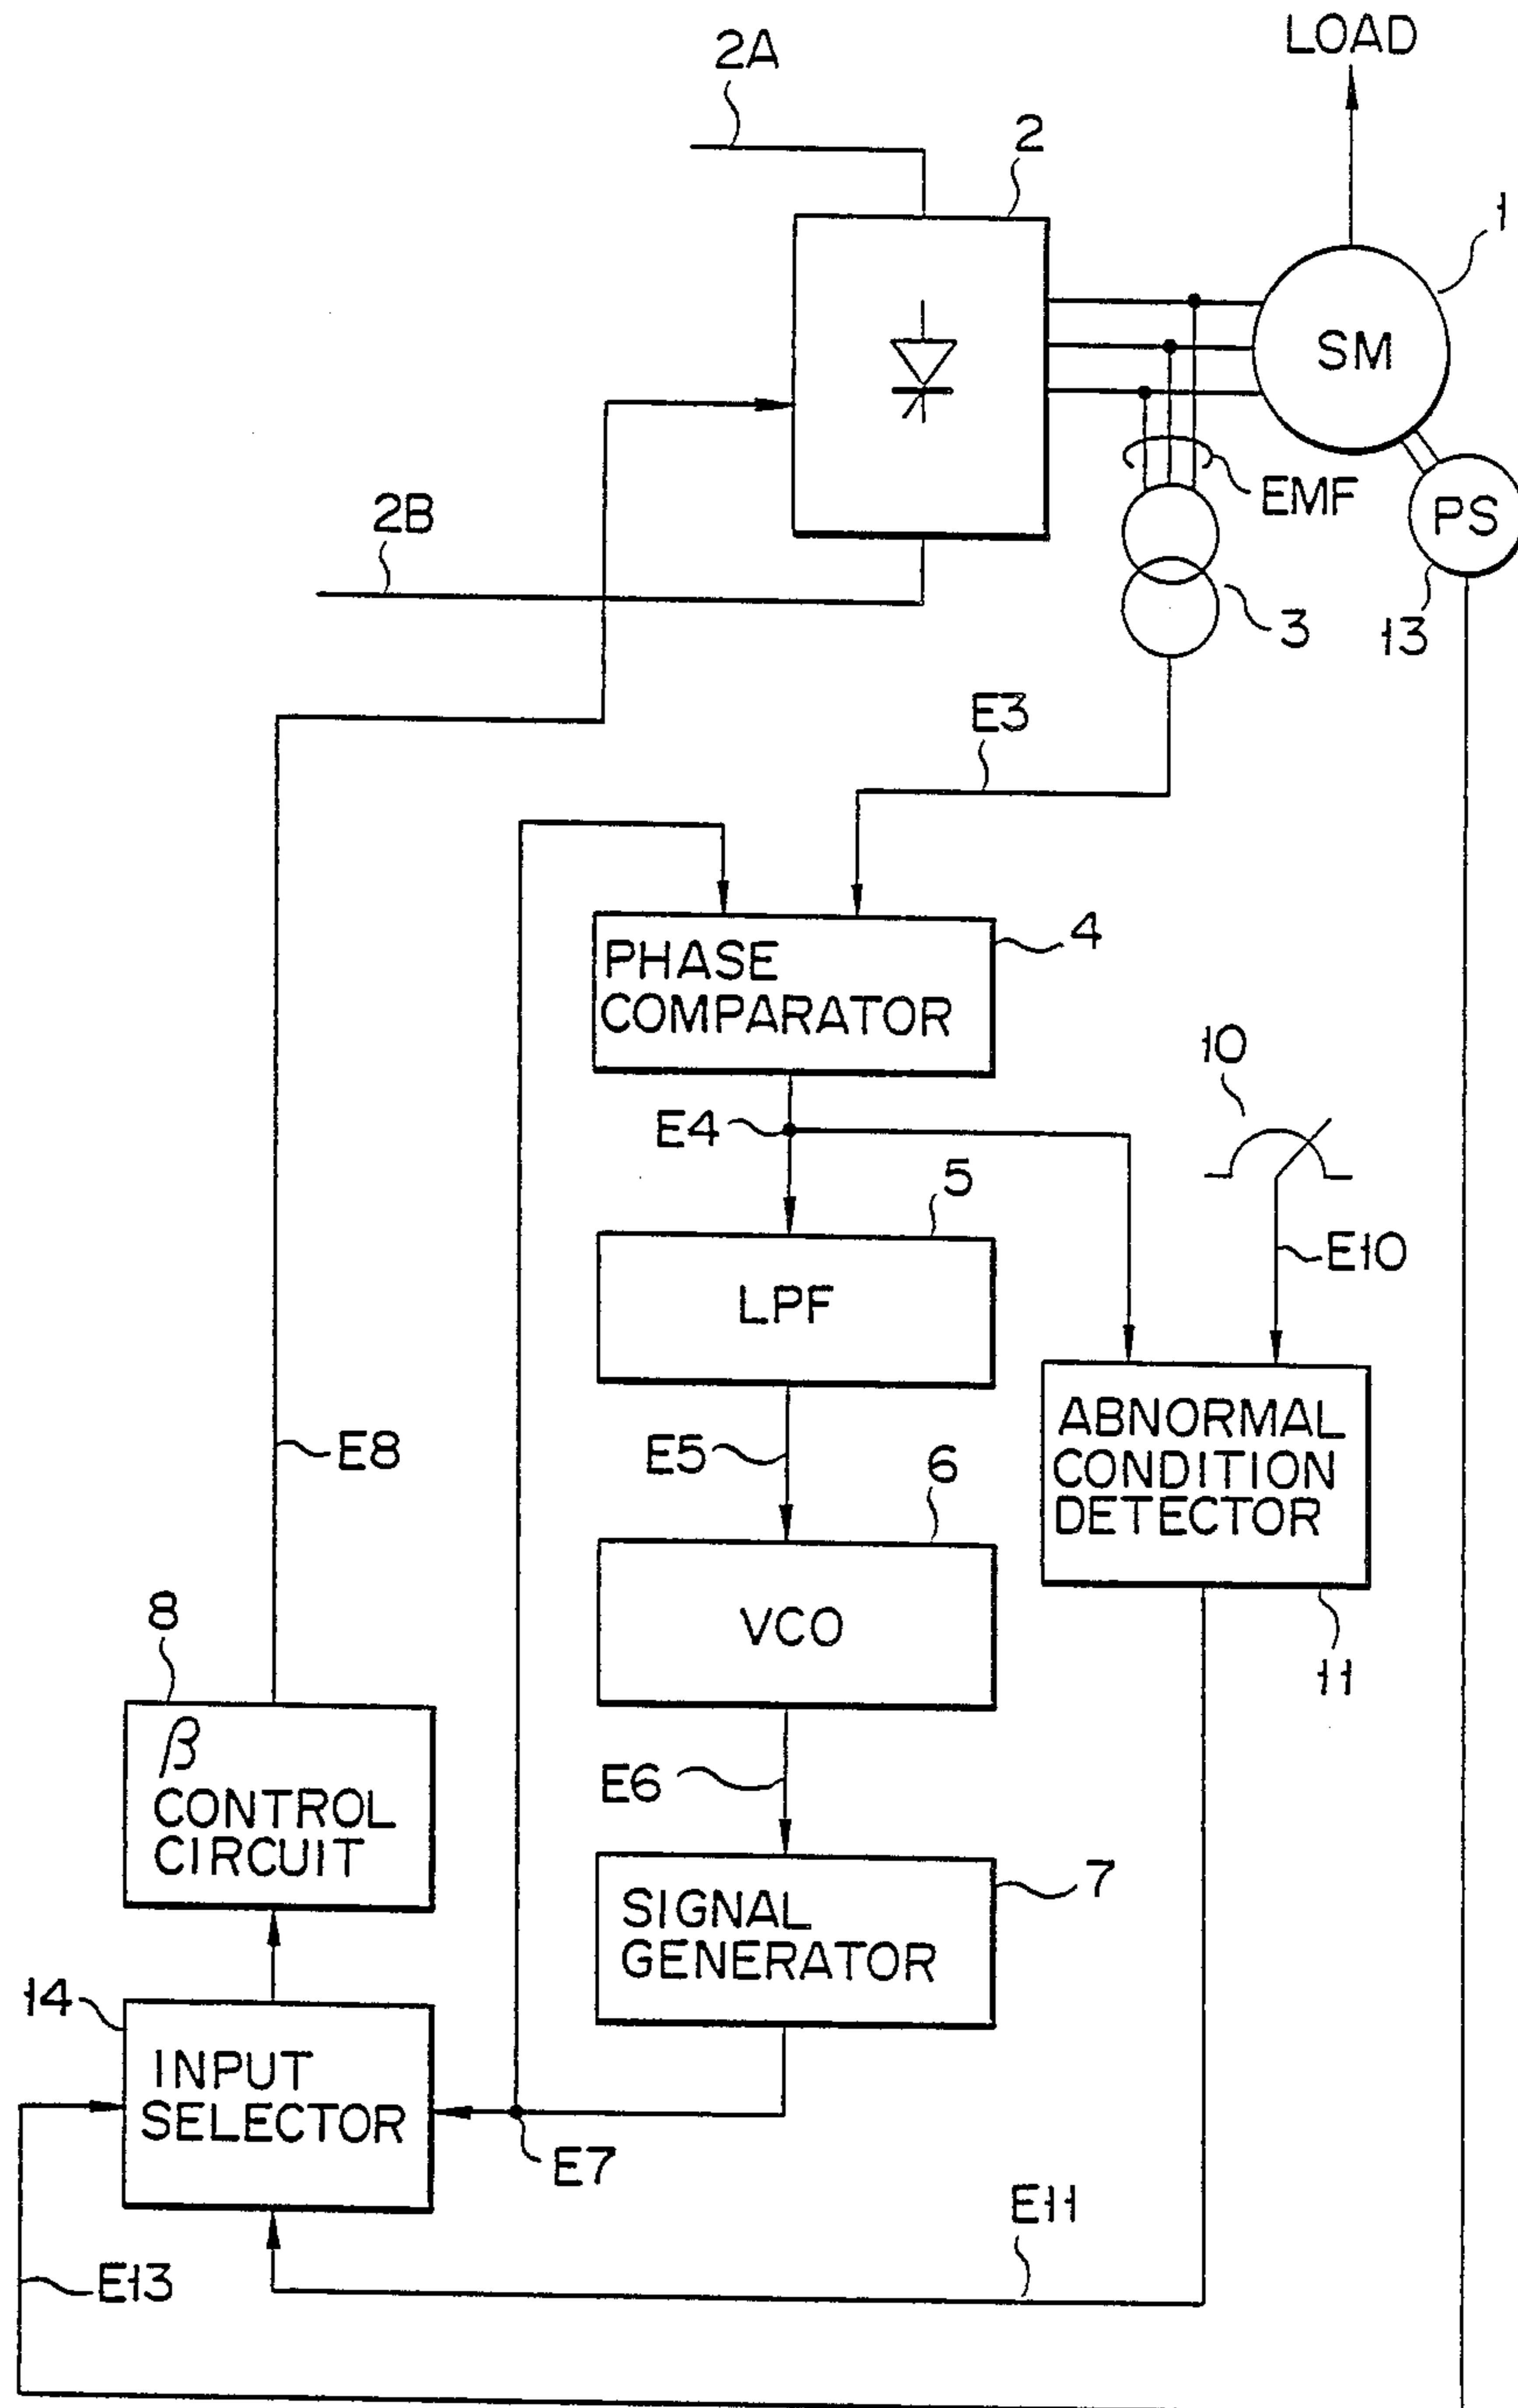 LOAD
2A
2
1
SM
EMF
2B
PS
3
13
E3
4
PHASE
COMPARATOR
10
E4
5
E10
LPF
ABNORMAL
CONDITION
DETECTOR
E8
E5
6
8
VCO
11
β
CONTROL
CIRCUIT
E6
7
SIGNAL
GENERATOR
14
INPUT
SELECTOR
E7
E11
E13